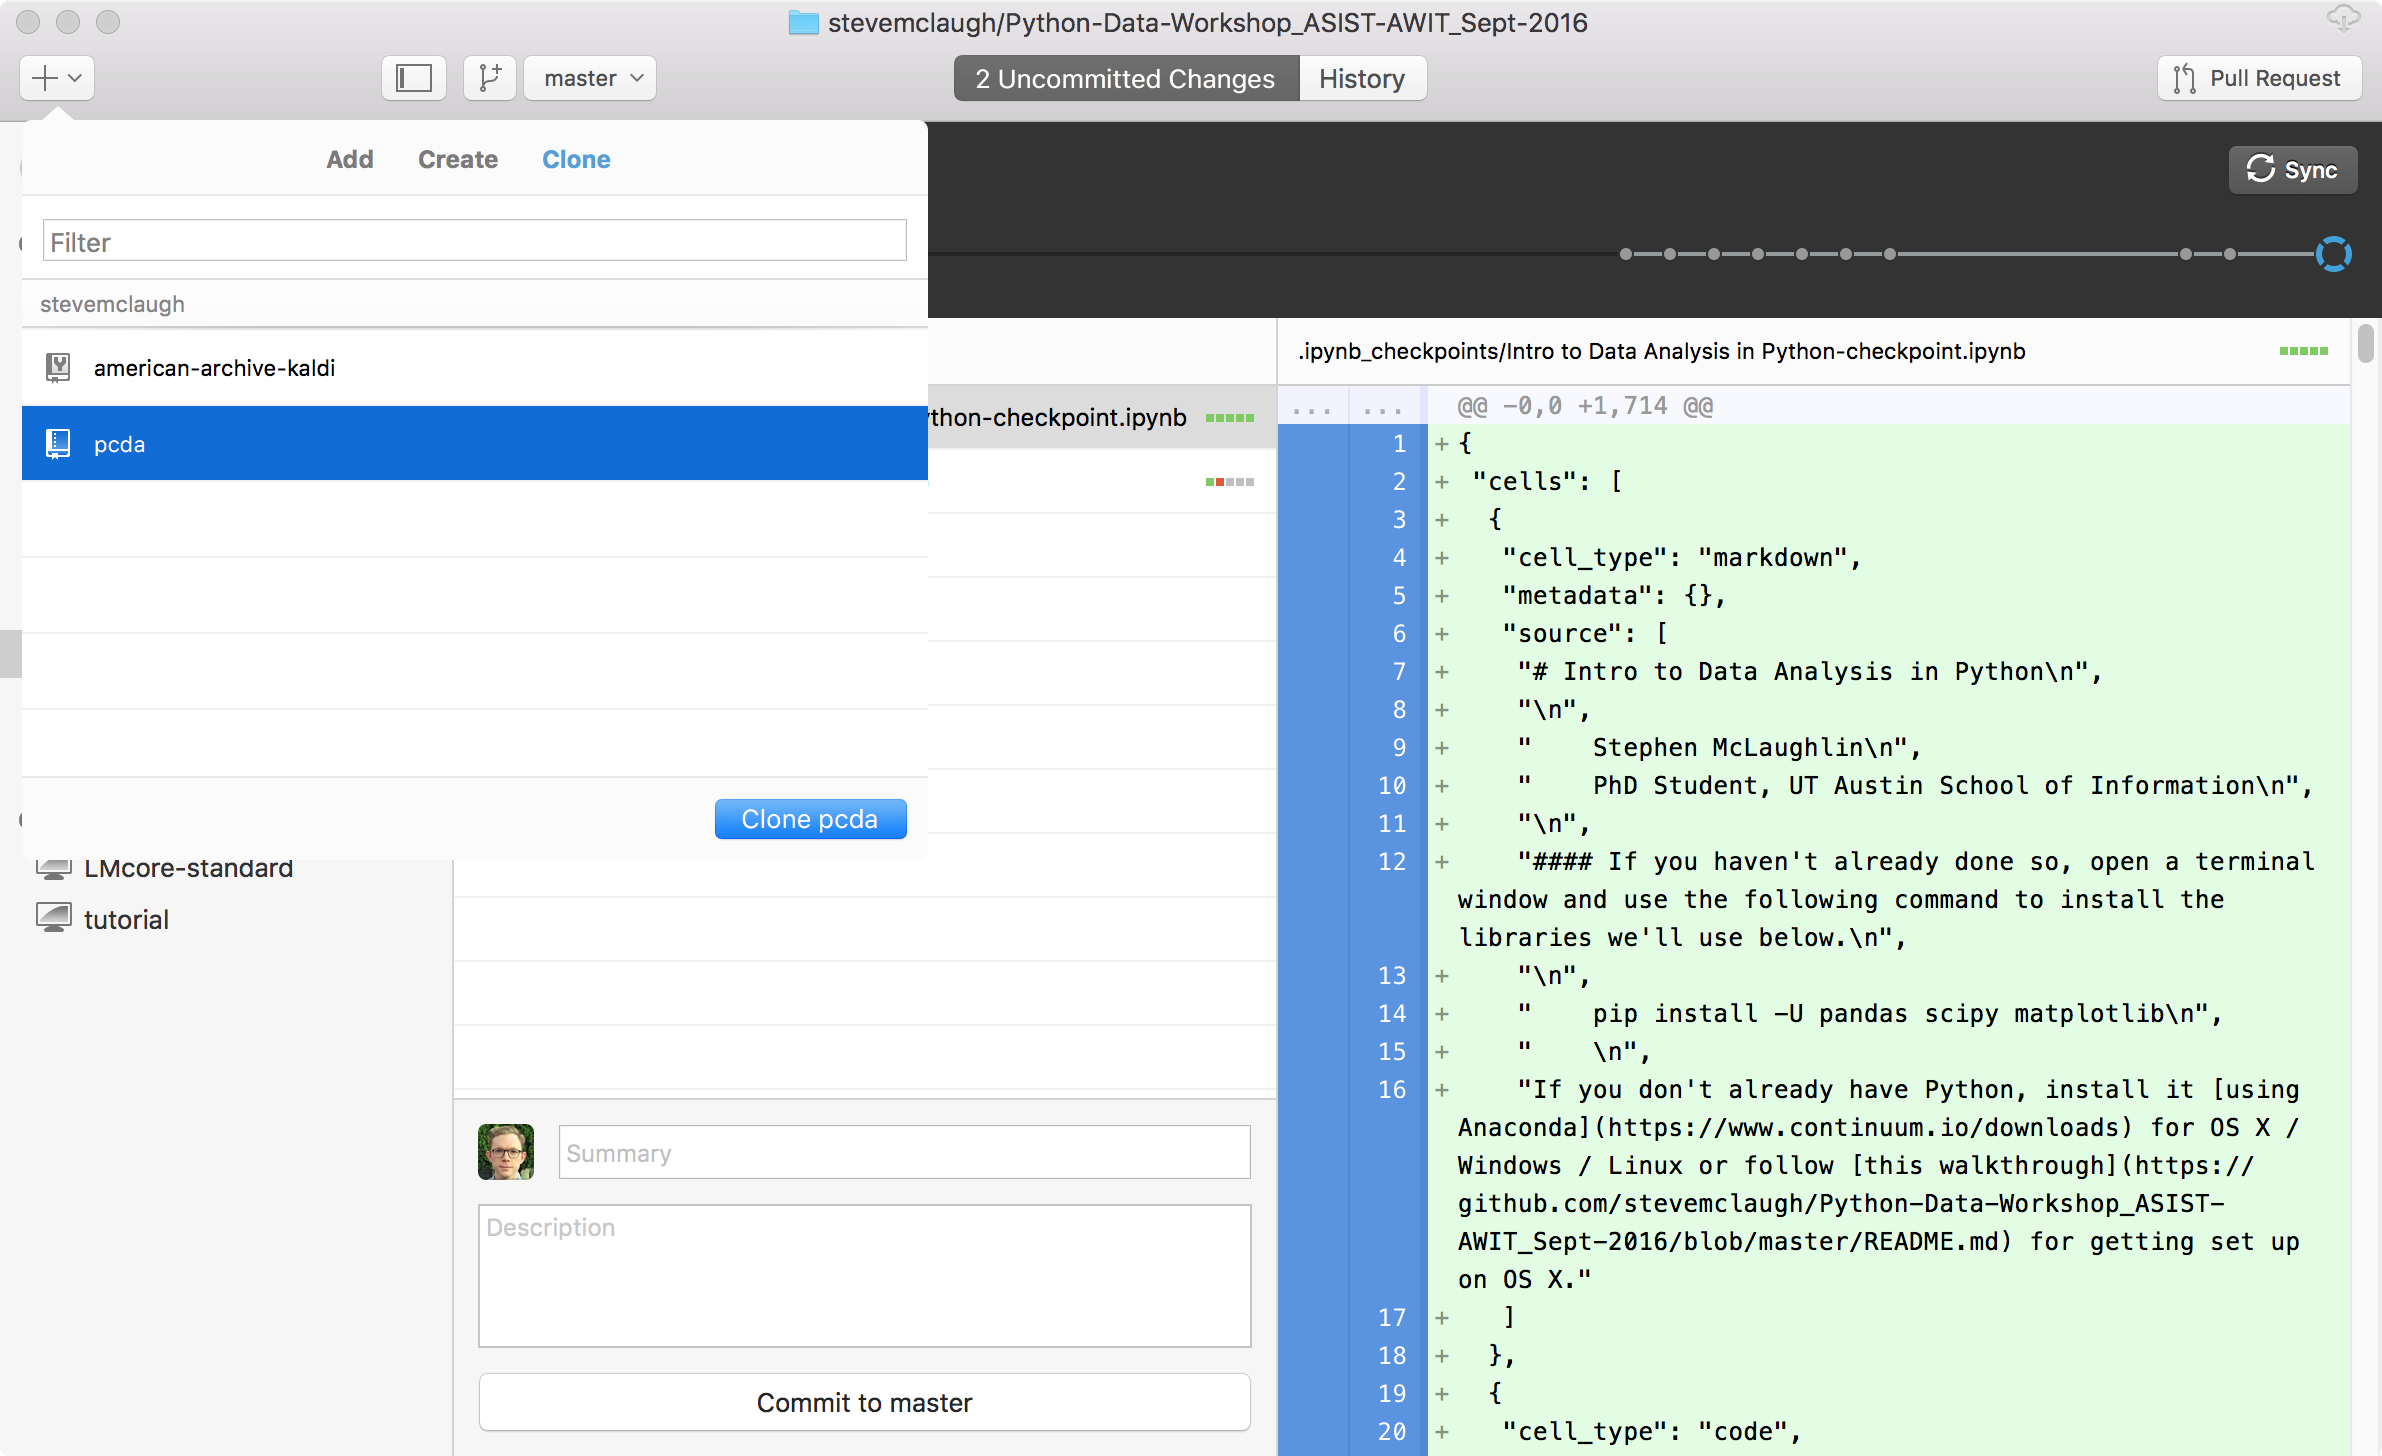 stevemclaugh/Python-Data-Workshop_ASIST-AWIT_Sept-2016
master
2 Uncommitted Changes
History
Pull Request
Add
Create
Clone
Sync
Filter
stevemclaugh
american-archive-kaldi
pcda
Clone pcda
LMcore-standard
tutorial
ython-checkpoint.ipynb
Summary
Description
Commit to master
.ipynb_checkpoints/Intro to Data Analysis in Python-checkpoint.ipynb
... ... @@ -0,0 +1,714 @@
1 + {
2 + "cells": [
3 + {
4 + "cell_type": "markdown",
5 + "metadata": {},
6 + "source": [
7 + "# Intro to Data Analysis in Python\n",
8 + "\n",
9 + "    Stephen McLaughlin\n",
10 + "    PhD Student, UT Austin School of Information\n",
11 + "\n",
12 + "#### If you haven't already done so, open a terminal
window and use the following command to install the
libraries we'll use below.\n",
13 + "\n",
14 + "    pip install -U pandas scipy matplotlib\n",
15 + "    \n",
16 + "If you don't already have Python, install it [using
Anaconda](https://www.continuum.io/downloads) for OS X /
Windows / Linux or follow [this walkthrough](https://
github.com/stevemclaugh/Python-Data-Workshop_ASIST-
AWIT_Sept-2016/blob/master/README.md) for getting set up
on OS X."
17 + ]
18 + },
19 + {
20 + "cell_type": "code",